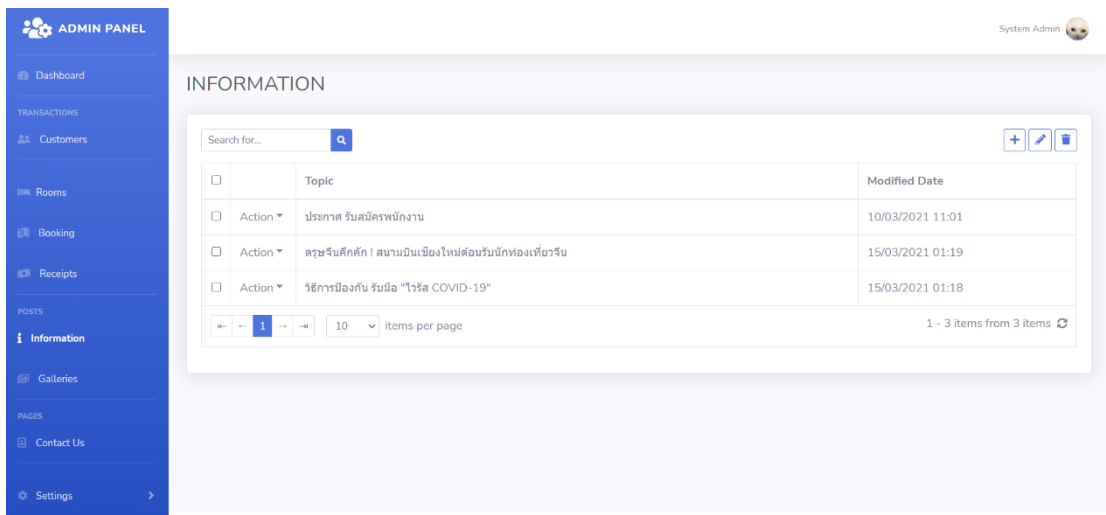 ADMIN PANEL
System Admin
Dashboard
INFORMATION
TRANSACTIONS
Customers
Rooms
Booking
Receipts
POSTS
Information
Galleries
PAGES
Contact Us
Settings
Search for...
Topic Modified Date
Action ประกาศ รับสมัครพนักงาน 10/03/2021 11:01
Action ตรุษจีนคึกคัก ! สนามบินเชียงใหม่ต้อนรับนักท่องเที่ยวจีน 15/03/2021 01:19
Action วิธีการป้องกัน รับมือ "ไวรัส COVID-19" 15/03/2021 01:18
1 10 items per page 1 - 3 items from 3 items